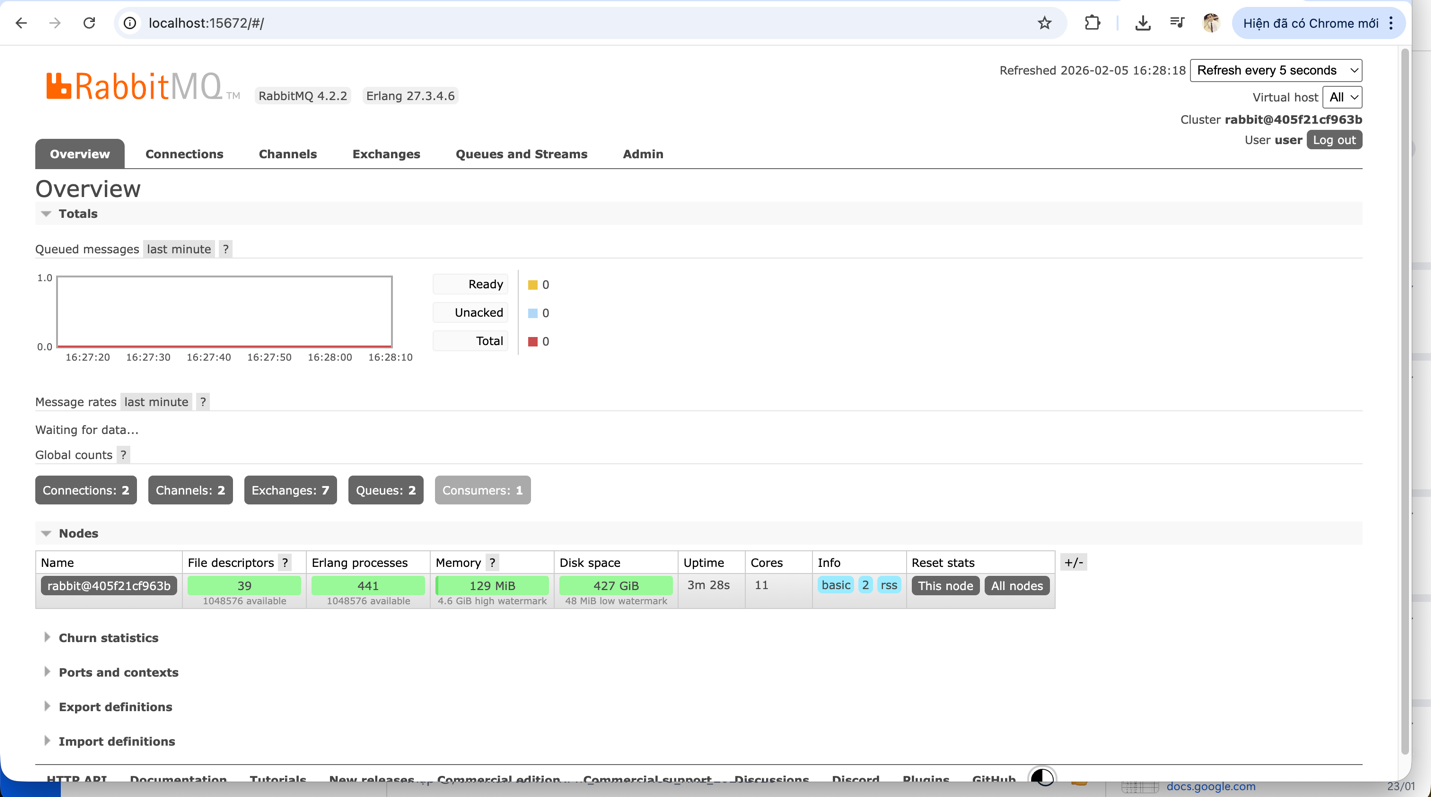 localhost:15672/#/
Hiện đã có Chrome mới
RabbitMQ TM
RabbitMQ 4.2.2 Erlang 27.3.4.6
Refreshed 2026-02-05 16:28:18 Refresh every 5 seconds
Virtual host All
Cluster rabbit@405f21cf963b
User user Log out
Overview Connections Channels Exchanges Queues and Streams Admin
Overview
Totals
Queued messages last minute ?
1.0
0.0
16:27:20 16:27:30 16:27:40 16:27:50 16:28:00 16:28:10
Ready 0
Unacked 0
Total 0
Message rates last minute ?
Waiting for data...
Global counts ?
Connections: 2 Channels: 2 Exchanges: 7 Queues: 2 Consumers: 1
Nodes
Name File descriptors ? Erlang processes Memory ? Disk space Uptime Cores Info Reset stats +/-
rabbit@405f21cf963b 39 441 129 MiB 427 GiB 3m 28s 11 basic 2 rss This node All nodes
1048576 available 1048576 available 4.6 GiB high watermark 48 MiB low watermark
Churn statistics
Ports and contexts
Export definitions
Import definitions
HTTP API Documentation Tutorials New releases Commercial edition Commercial support Discussions Discord Plugins GitHub
docs.google.com 23/01